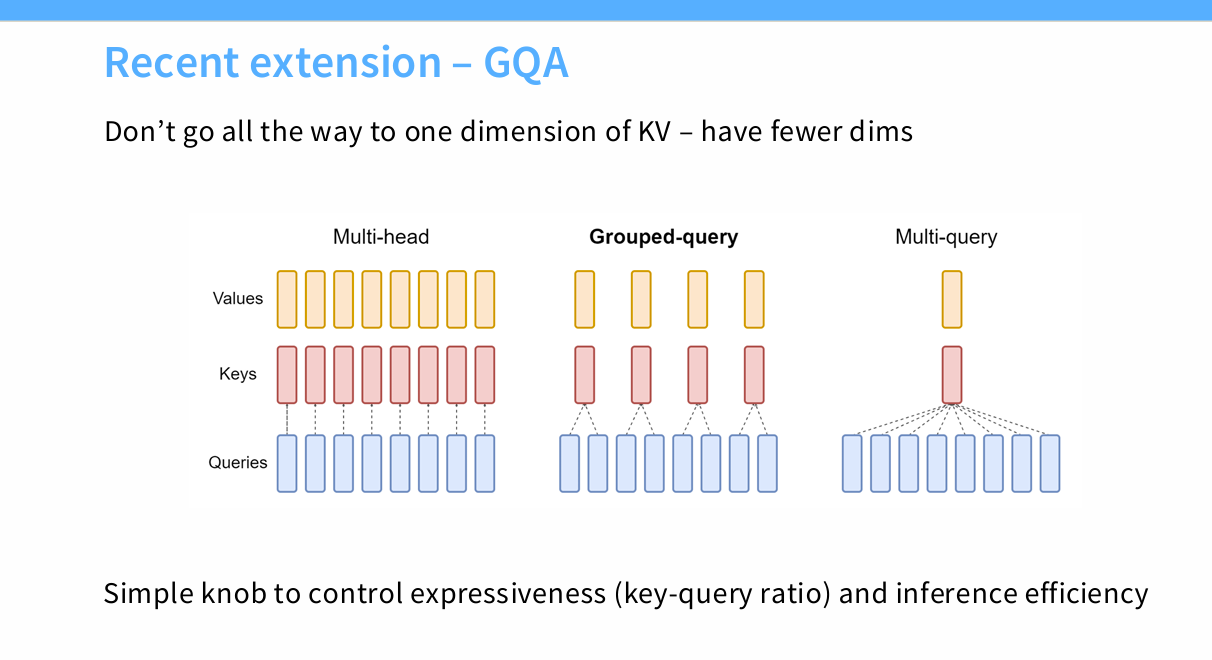 Recent extension – GQA
Don’t go all the way to one dimension of KV – have fewer dims
Multi-head
Grouped-query
Multi-query
Values
Keys
Queries
Simple knob to control expressiveness (key-query ratio) and inference efficiency